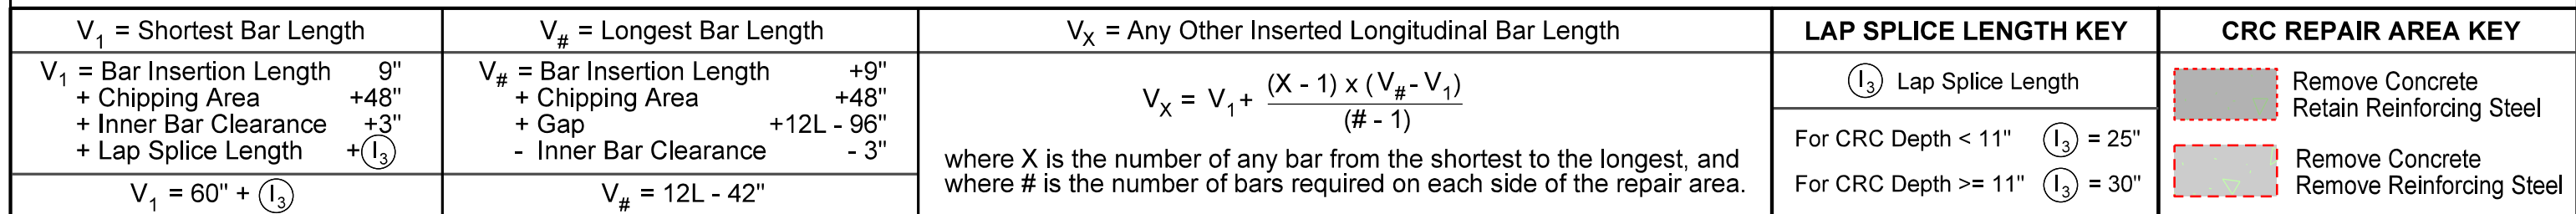 V1 = Shortest Bar Length
V1 = Bar Insertion Length 9"
+ Chipping Area +48"
+ Inner Bar Clearance +3"
+ Lap Splice Length +(l3)
V1 = 60" + (l3)
V# = Longest Bar Length
V# = Bar Insertion Length +9"
+ Chipping Area +48"
+ Gap +12L - 96"
- Inner Bar Clearance - 3"
V# = 12L - 42"
VX = Any Other Inserted Longitudinal Bar Length
VX = V1+ (X - 1) x (V#- V1)
(# - 1)
where X is the number of any bar from the shortest to the longest, and
where # is the number of bars required on each side of the repair area.
LAP SPLICE LENGTH KEY
(l3) Lap Splice Length
For CRC Depth < 11" (l3) = 25"
For CRC Depth >= 11" (l3) = 30"
CRC REPAIR AREA KEY
Remove Concrete
Retain Reinforcing Steel
Remove Concrete
Remove Reinforcing Steel